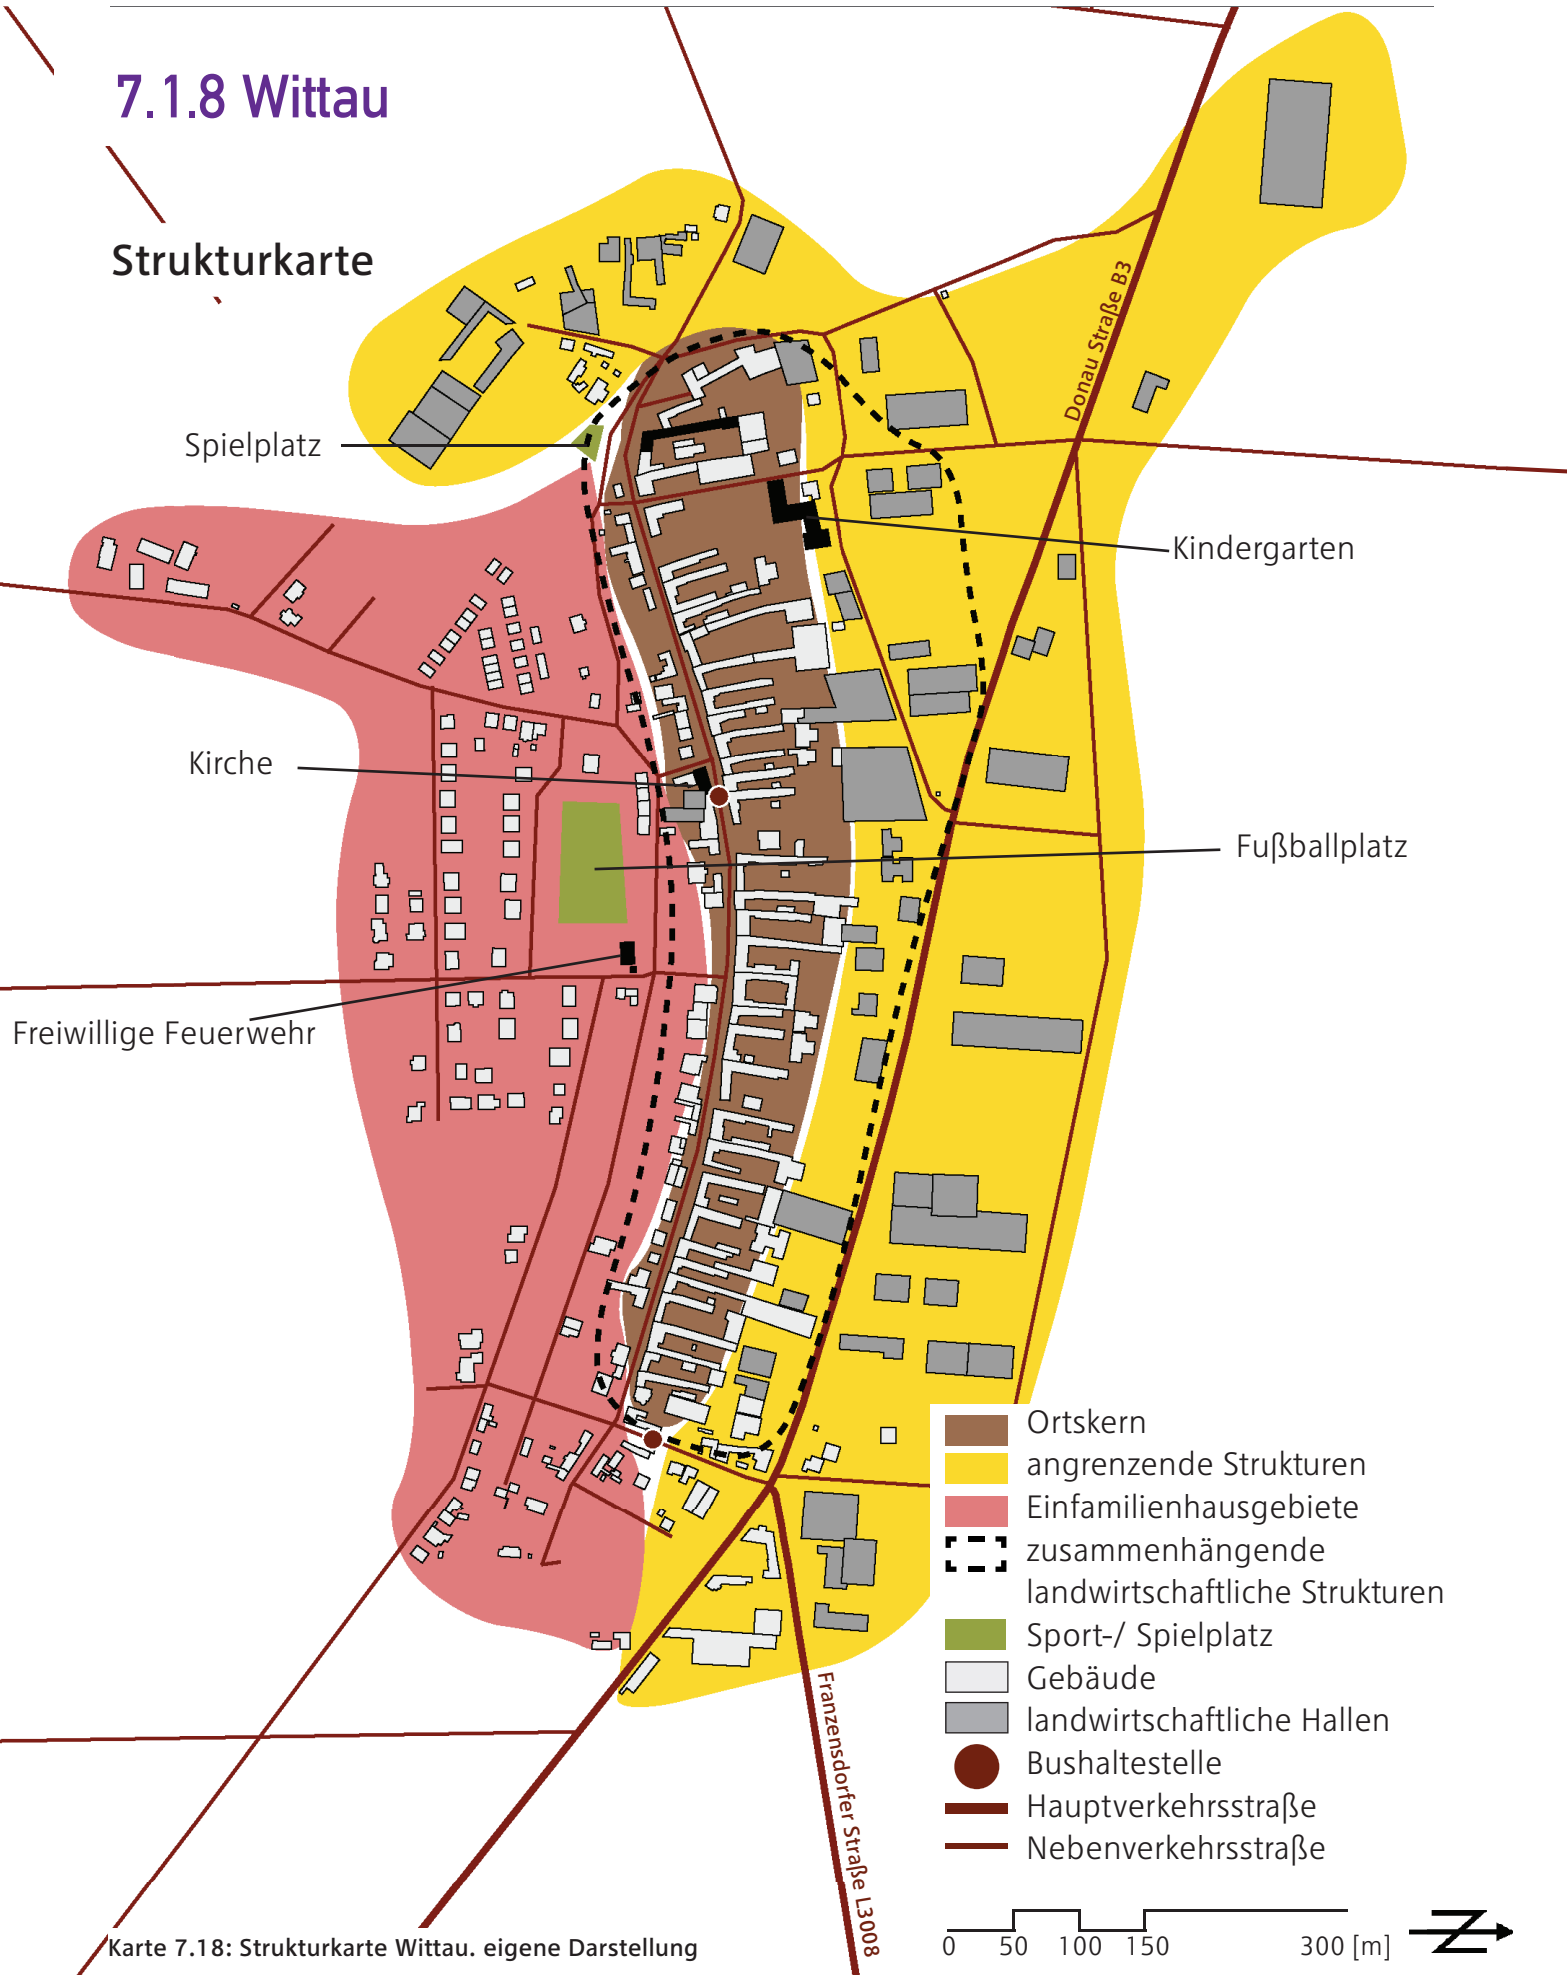 7.1.8 Wittau
Strukturkarte
Donau Straße B3
Spielplatz
Kindergarten
Kirche
Fußballplatz
Freiwillige Feuerwehr
Ortskern
angrenzende Strukturen
Einfamilienhausgebiete
zusammenhängende
landwirtschaftliche Strukturen
Sport-/ Spielplatz
Gebäude
landwirtschaftliche Hallen
Bushaltestelle
Hauptverkehrsstraße
Nebenverkehrsstraße
Franzensdorfer Straße L3008
0 50 100 150 300 [m]
Z
Karte 7.18: Strukturkarte Wittau. eigene Darstellung